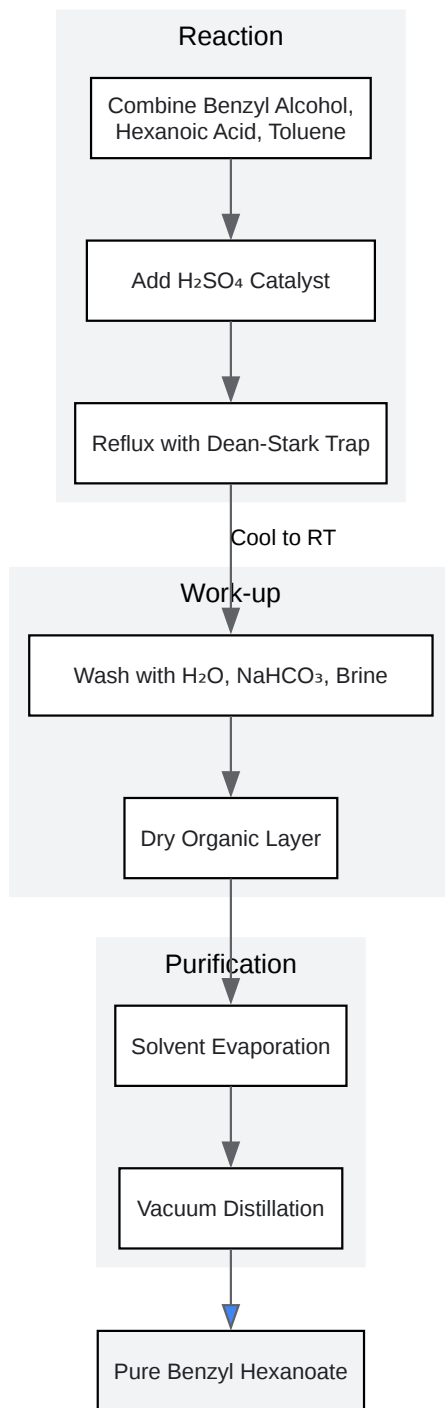 Reaction
Combine Benzyl Alcohol,
Hexanoic Acid, Toluene
Add H₂SO₄ Catalyst
Reflux with Dean-Stark Trap
Cool to RT
Work-up
Wash with H₂O, NaHCO₃, Brine
Dry Organic Layer
Purification
Solvent Evaporation
Vacuum Distillation
Pure Benzyl Hexanoate